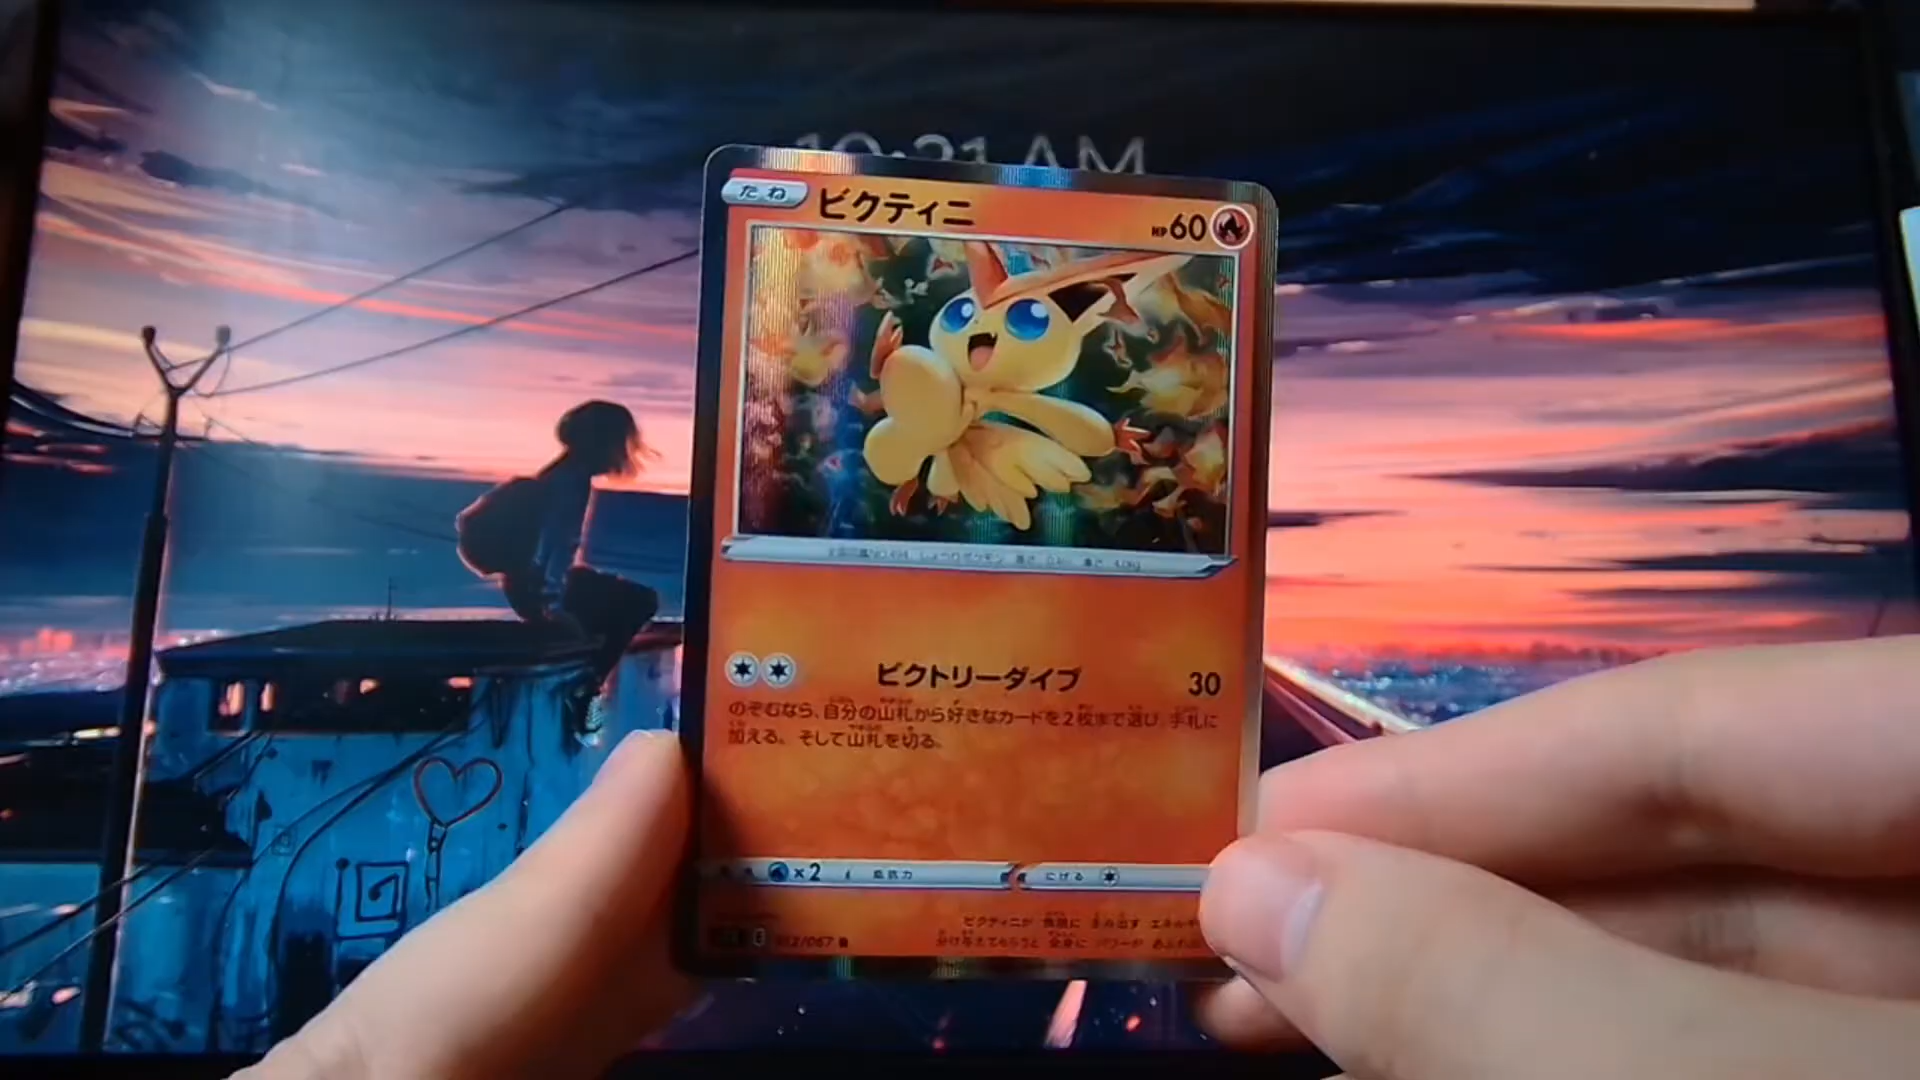 10:21 AM
たね ビクティニ HP60
ビクトリーダイブ 30
のぞむなら、自分の山札から好きなカードを2枚まで選び、手札に
加える。そして山札を切る。
×2 抵抗力 にげる